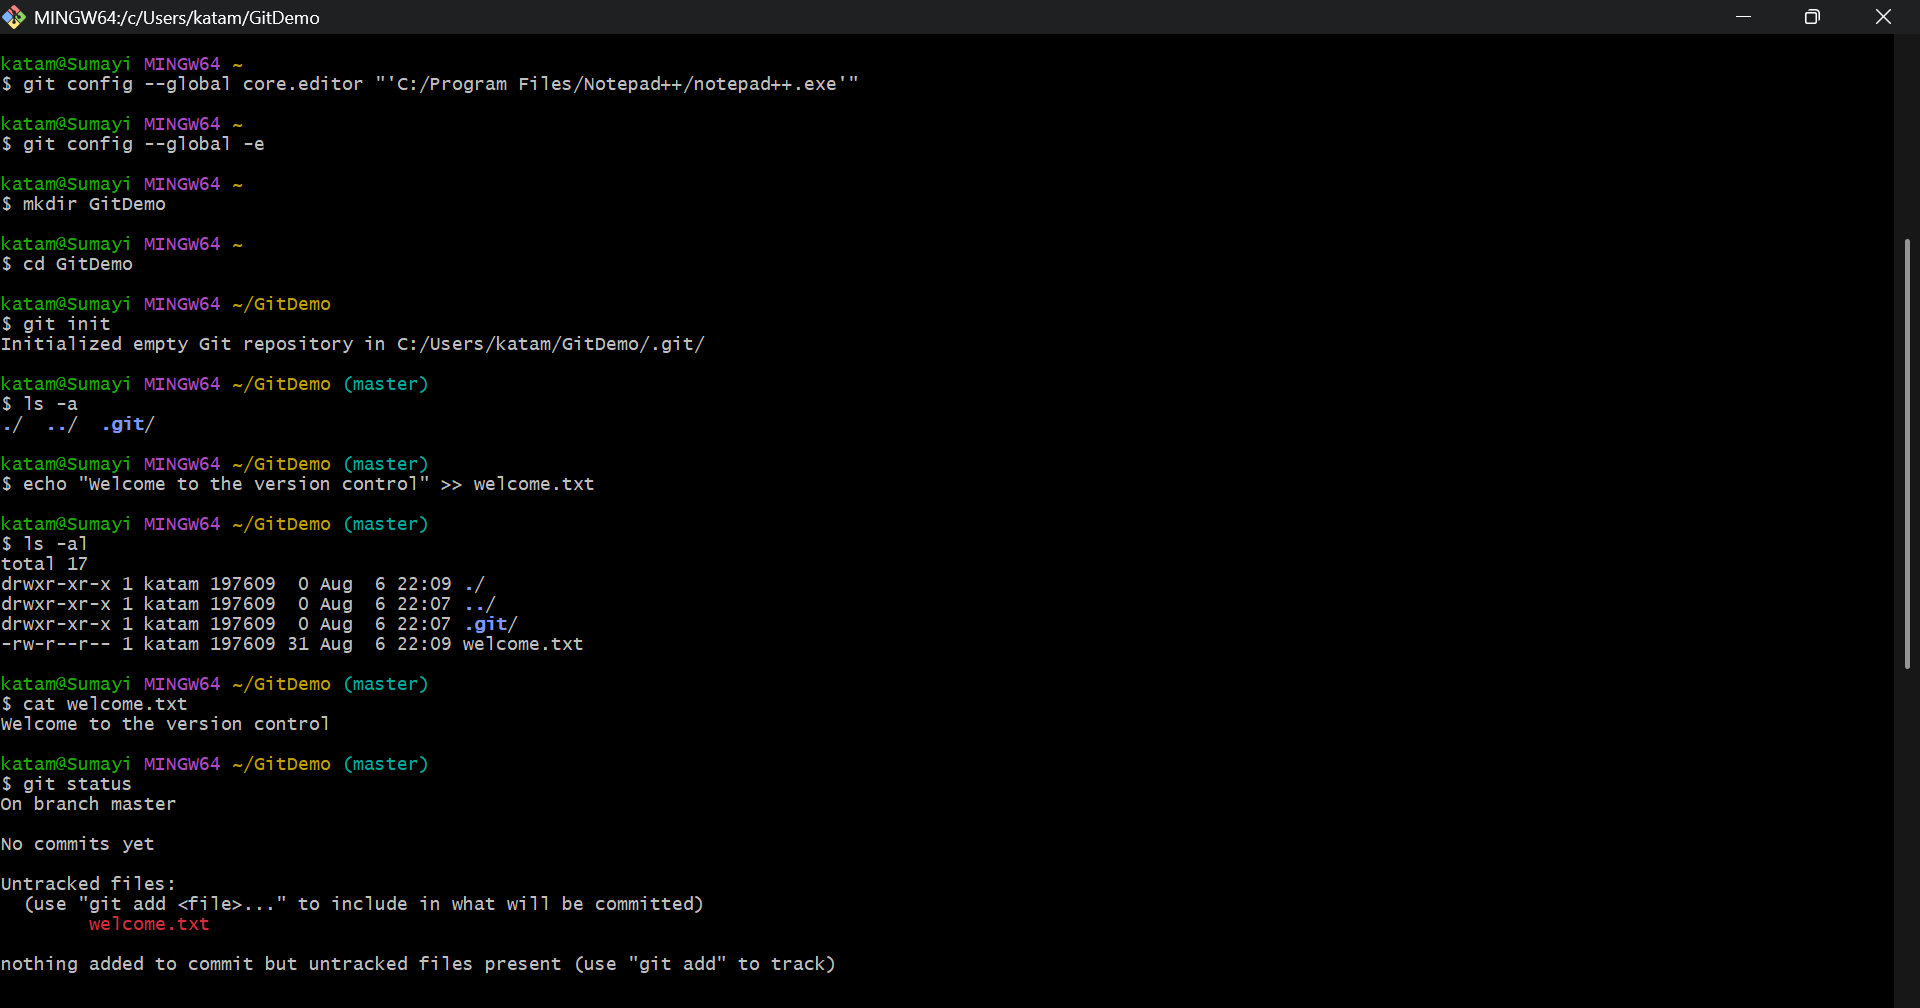 MINGW64:/c/Users/katam/GitDemo
katam@Sumayi MINGW64 ~
$ git config --global core.editor "'C:/Program Files/Notepad++/notepad++.exe'"
katam@Sumayi MINGW64 ~
$ git config --global -e
katam@Sumayi MINGW64 ~
$ mkdir GitDemo
katam@Sumayi MINGW64 ~
$ cd GitDemo
katam@Sumayi MINGW64 ~/GitDemo
$ git init
Initialized empty Git repository in C:/Users/katam/GitDemo/.git/
katam@Sumayi MINGW64 ~/GitDemo (master)
$ ls -a
./  ../  .git/
katam@Sumayi MINGW64 ~/GitDemo (master)
$ echo "Welcome to the version control" >> welcome.txt
katam@Sumayi MINGW64 ~/GitDemo (master)
$ ls -al
total 17
drwxr-xr-x 1 katam 197609  0 Aug  6 22:09 ./
drwxr-xr-x 1 katam 197609  0 Aug  6 22:07 ../
drwxr-xr-x 1 katam 197609  0 Aug  6 22:07 .git/
-rw-r--r-- 1 katam 197609 31 Aug  6 22:09 welcome.txt
katam@Sumayi MINGW64 ~/GitDemo (master)
$ cat welcome.txt
Welcome to the version control
katam@Sumayi MINGW64 ~/GitDemo (master)
$ git status
On branch master
No commits yet
Untracked files:
  (use "git add <file>..." to include in what will be committed)
        welcome.txt
nothing added to commit but untracked files present (use "git add" to track)